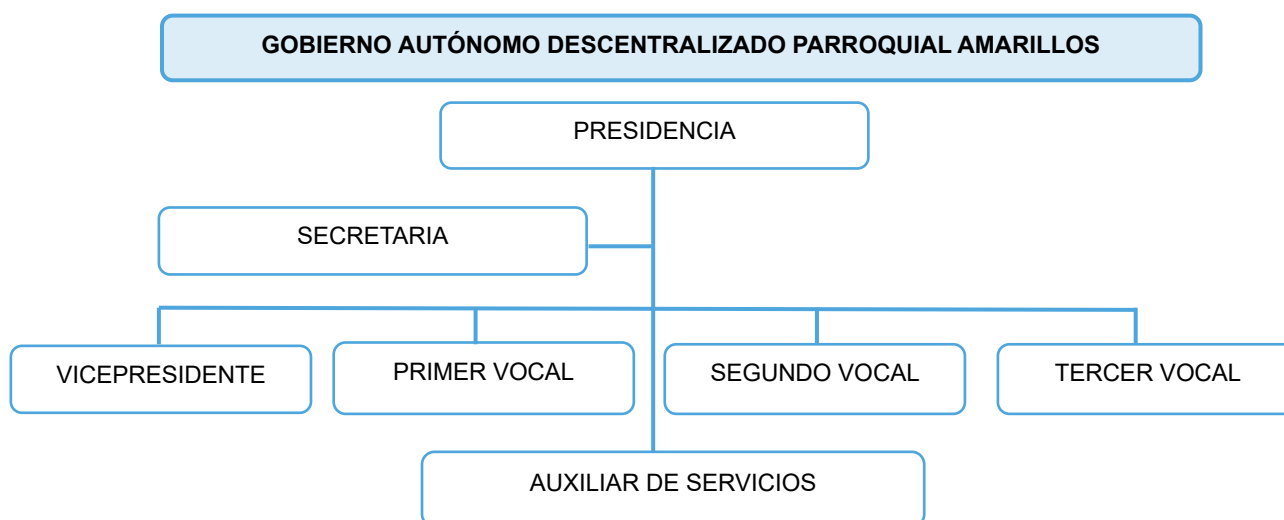 GOBIERNO AUTÓNOMO DESCENTRALIZADO PARROQUIAL AMARILLOS
PRESIDENCIA
SECRETARIA
VICEPRESIDENTE
PRIMER VOCAL
SEGUNDO VOCAL
TERCER VOCAL
AUXILIAR DE SERVICIOS